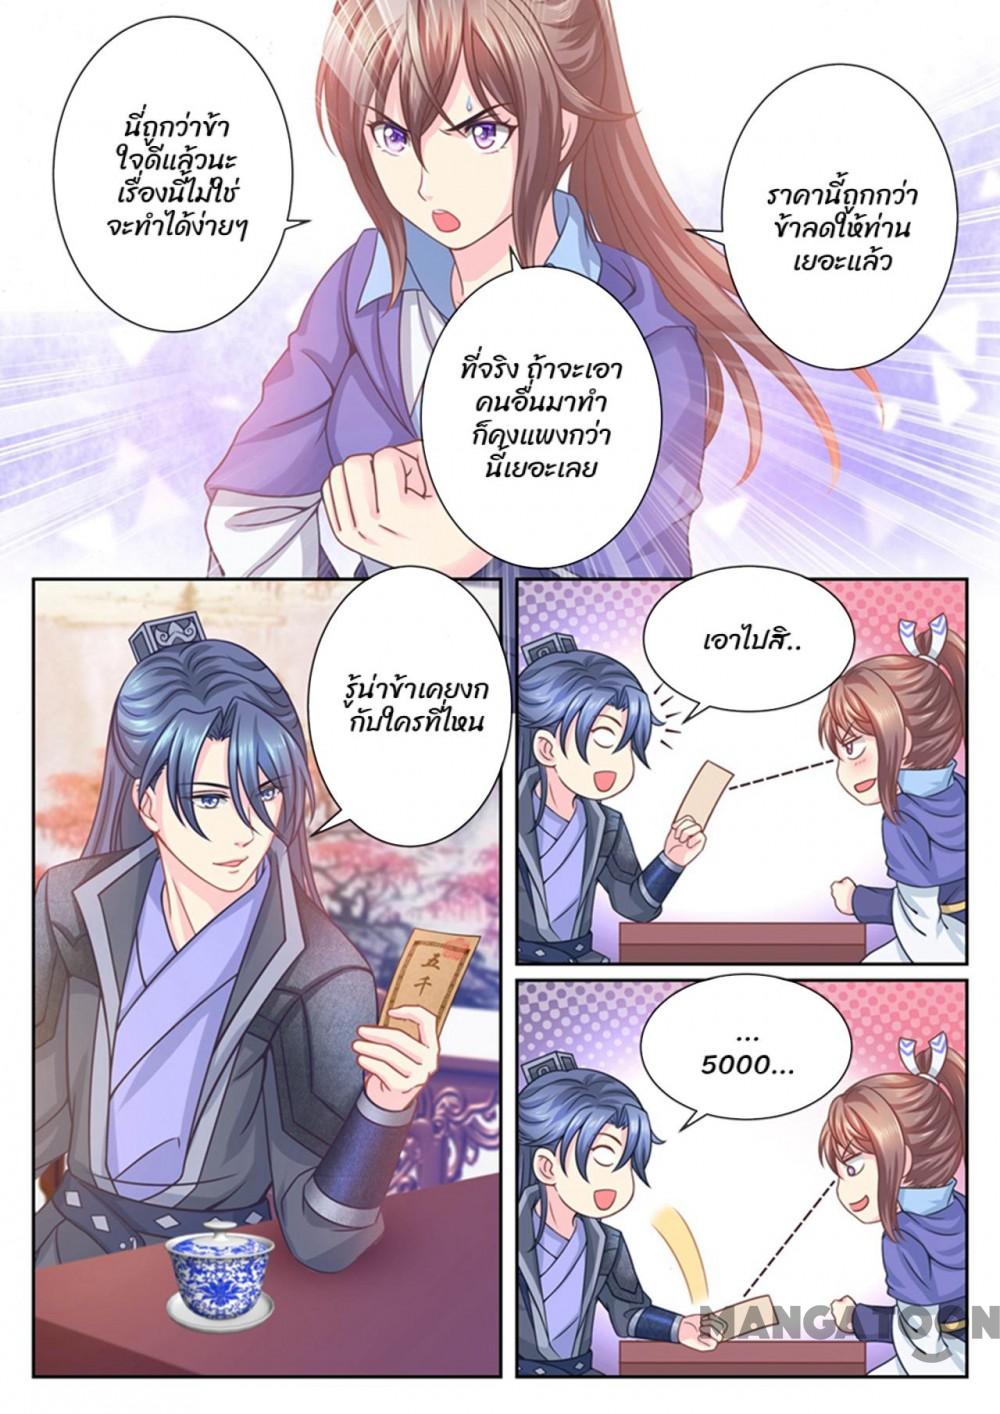 นี่ถูกว่าข้า
ใจดีแล้วนะ
เรื่องนี้ไม่ใช่
จะทำได้ง่ายๆ
ราคานี้ถูกกว่า
ข้าลดให้ท่าน
เยอะแล้ว
ที่จริง ถ้าจะเอา
คนอื่นมาทำ
ก็คงแพงกว่า
นี้เยอะเลย
รู้น่าข้าเคยงก
กับใครที่ไหน
五
千
เอาไปสิ..
...
5000...
MANGATOON